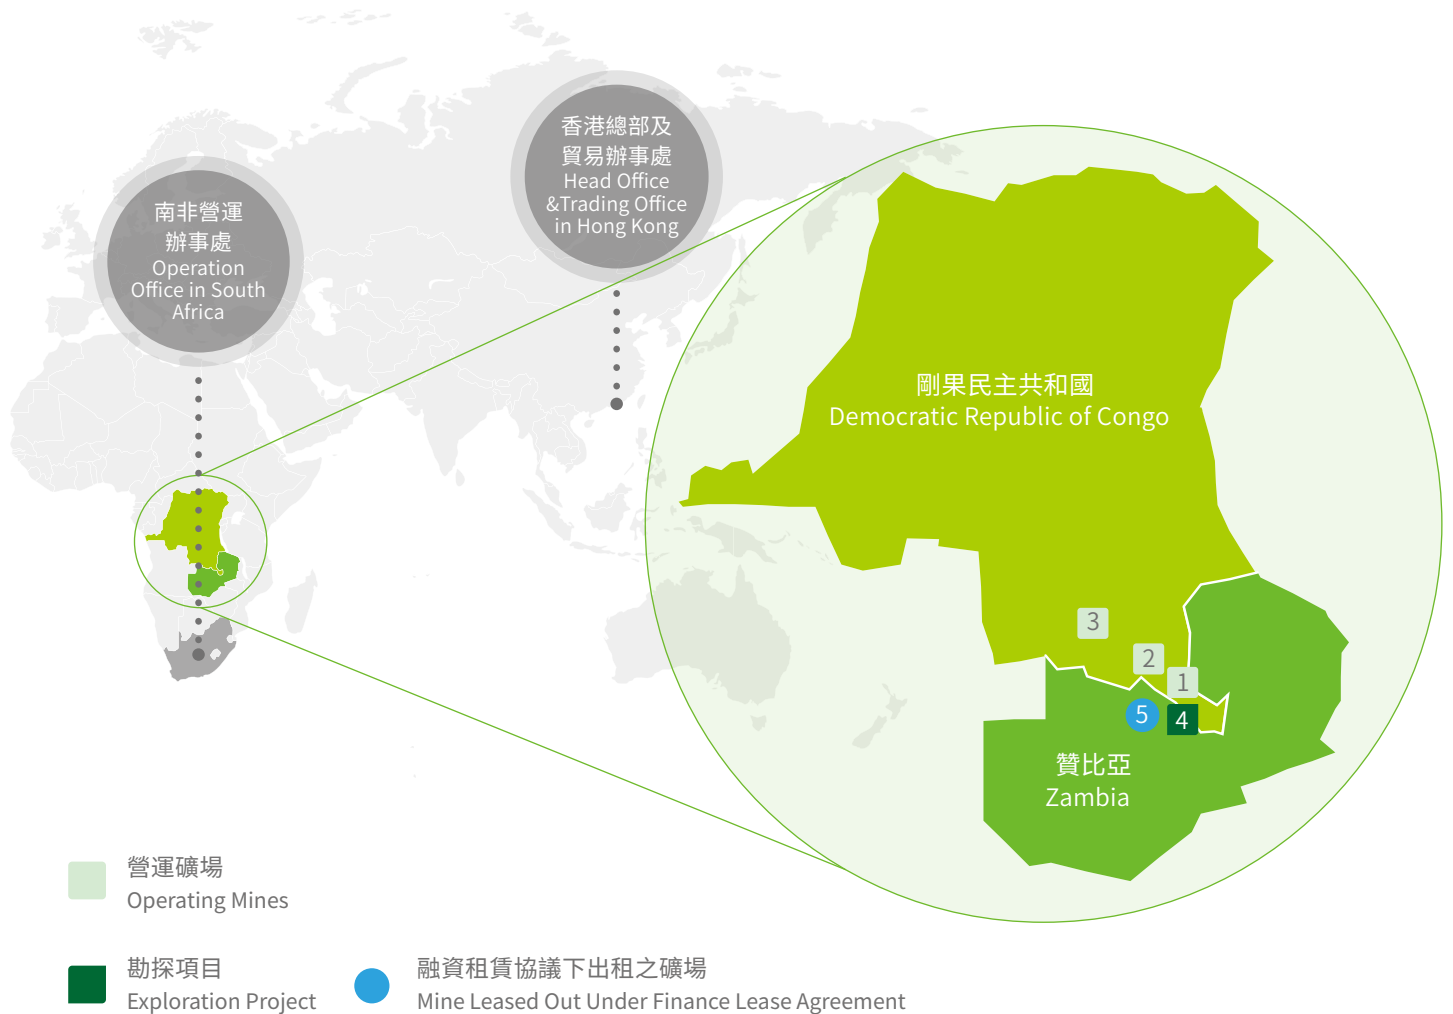 香港總部及
貿易辦事處
Head Office
&Trading Office
in Hong Kong
南非營運
辦事處
Operation
Office in South
Africa
剛果民主共和國
Democratic Republic of Congo
3
2
1
5
4
贊比亞
Zambia
營運礦場
Operating Mines
勘探項目
Exploration Project
融資租賃協議下出租之礦場
Mine Leased Out Under Finance Lease Agreement